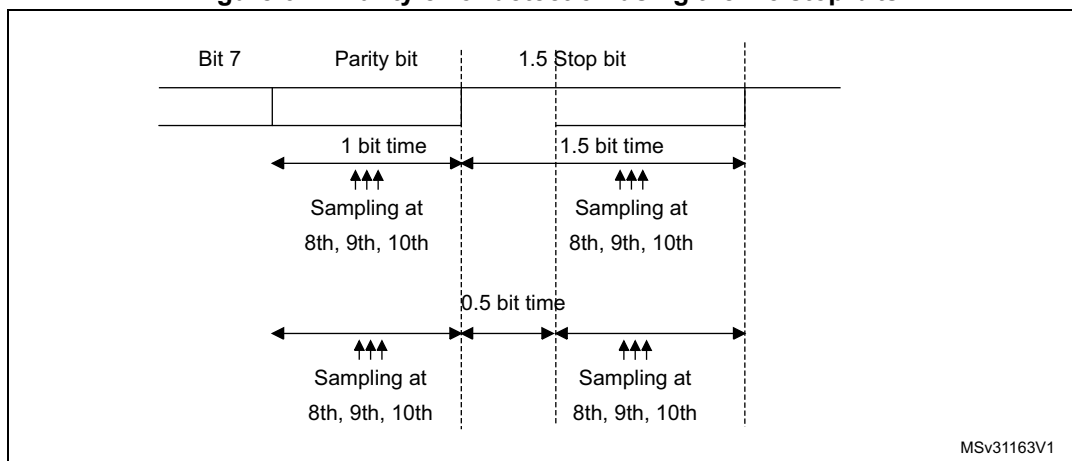 Bit 7 Parity bit 1.5 Stop bit
1 bit time 1.5 bit time
Sampling at Sampling at
8th, 9th, 10th 8th, 9th, 10th
0.5 bit time
Sampling at Sampling at
8th, 9th, 10th 8th, 9th, 10th
MSv31163V1